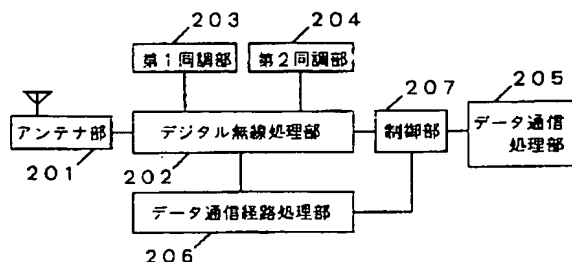 203
204
第1同調部
第2同調部
207
205
アンテナ部
デジタル無線処理部
制御部
データ通信
処理部
201
202
データ通信経路処理部
206